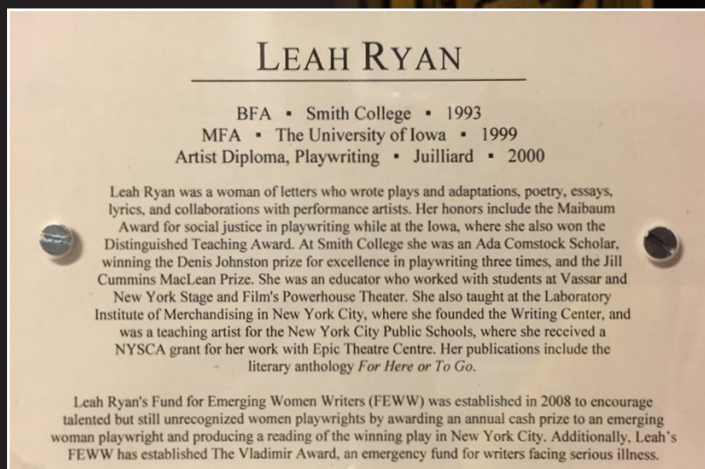 LEAH RYAN
BFA ▪ Smith College ▪ 1993
MFA ▪ The University of Iowa ▪ 1999
Artist Diploma, Playwriting ▪ Juilliard ▪ 2000
Leah Ryan was a woman of letters who wrote plays and adaptations, poetry, essays,
lyrics, and collaborations with performance artists. Her honors include the Maibaum
Award for social justice in playwriting while at the Iowa, where she also won the
Distinguished Teaching Award. At Smith College she was an Ada Comstock Scholar,
winning the Denis Johnston prize for excellence in playwriting three times, and the Jill
Cummins MacLean Prize. She was an educator who worked with students at Vassar and
New York Stage and Film's Powerhouse Theater. She also taught at the Laboratory
Institute of Merchandising in New York City, where she founded the Writing Center, and
was a teaching artist for the New York City Public Schools, where she received a
NYSCA grant for her work with Epic Theatre Centre. Her publications include the
literary anthology For Here or To Go.
Leah Ryan's Fund for Emerging Women Writers (FEWW) was established in 2008 to encourage
talented but still unrecognized women playwrights by awarding an annual cash prize to an emerging
woman playwright and producing a reading of the winning play in New York City. Additionally, Leah's
FEWW has established The Vladimir Award, an emergency fund for writers facing serious illness.